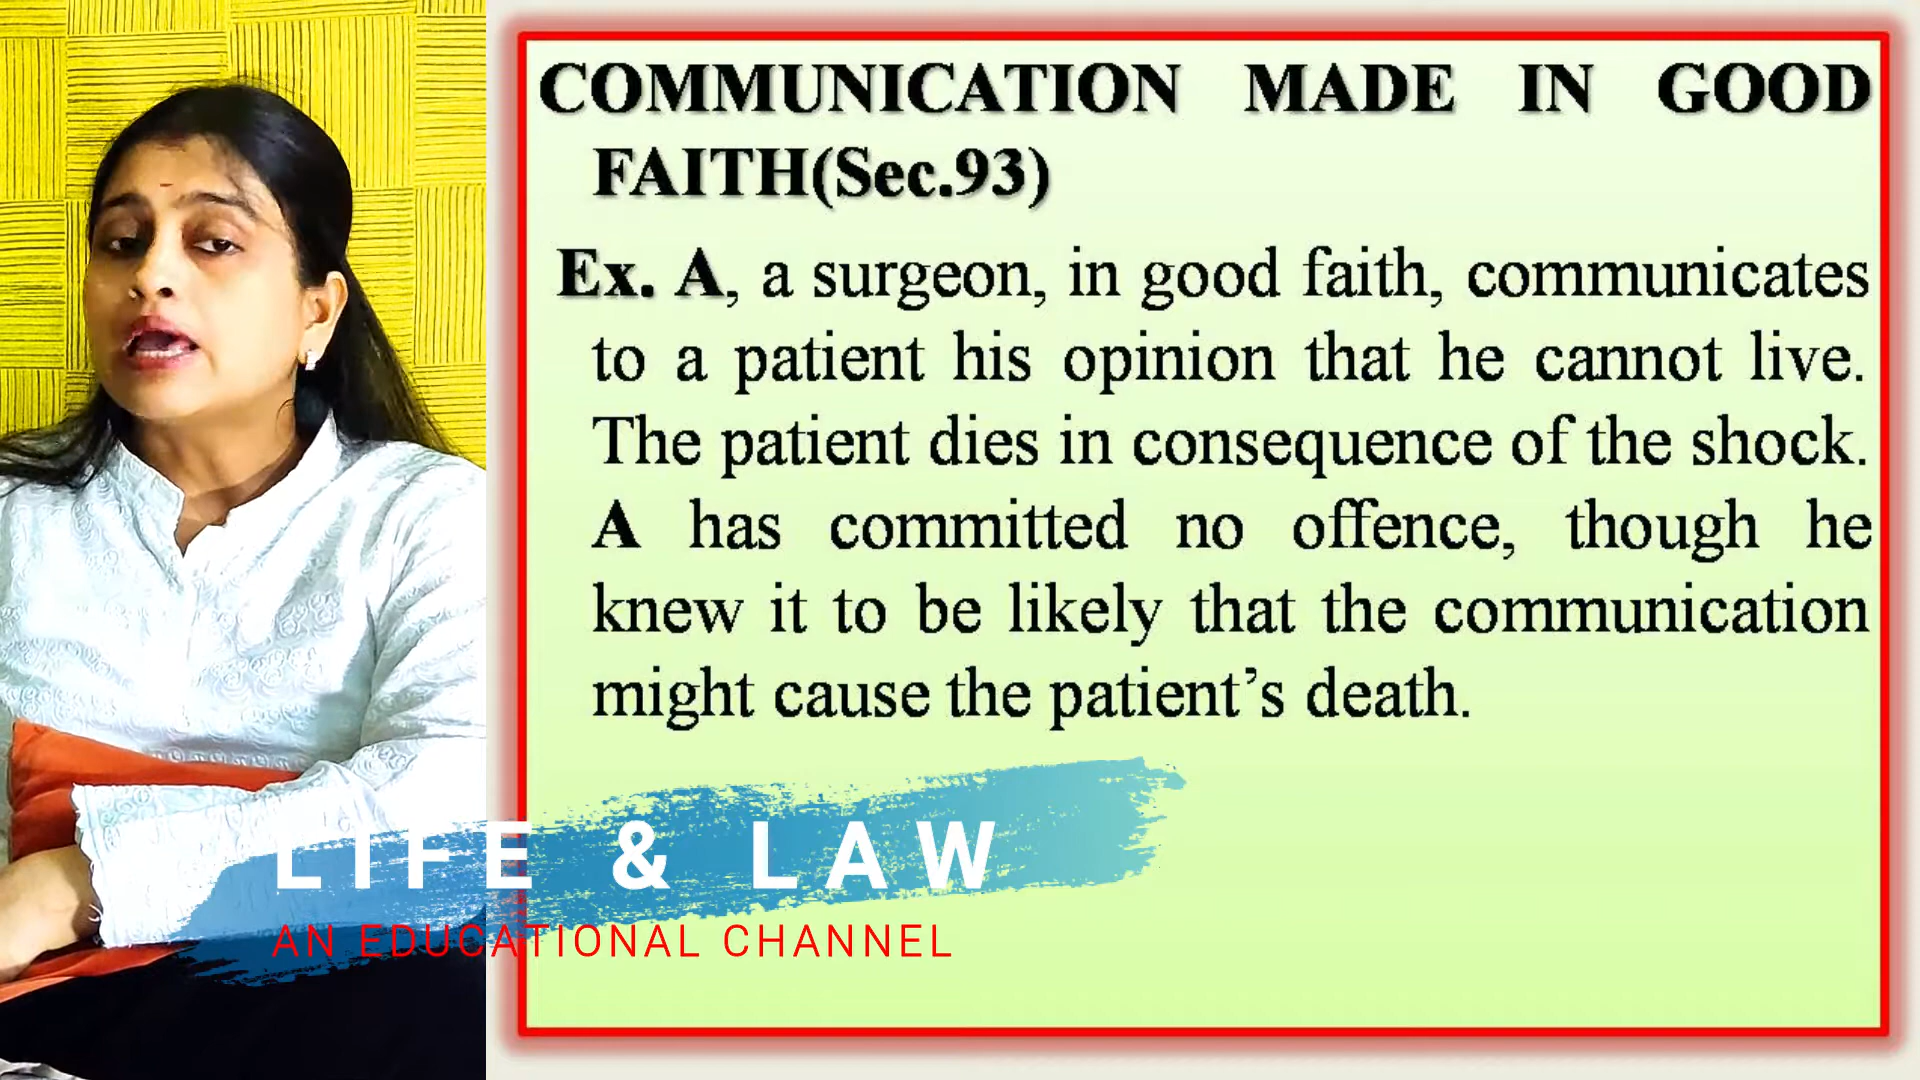 COMMUNICATION MADE IN GOOD
FAITH(Sec.93)
Ex. A, a surgeon, in good faith, communicates
to a patient his opinion that he cannot live.
The patient dies in consequence of the shock.
A has committed no offence, though he
knew it to be likely that the communication
might cause the patient’s death.
LIFE & LAW
AN EDUCATIONAL CHANNEL